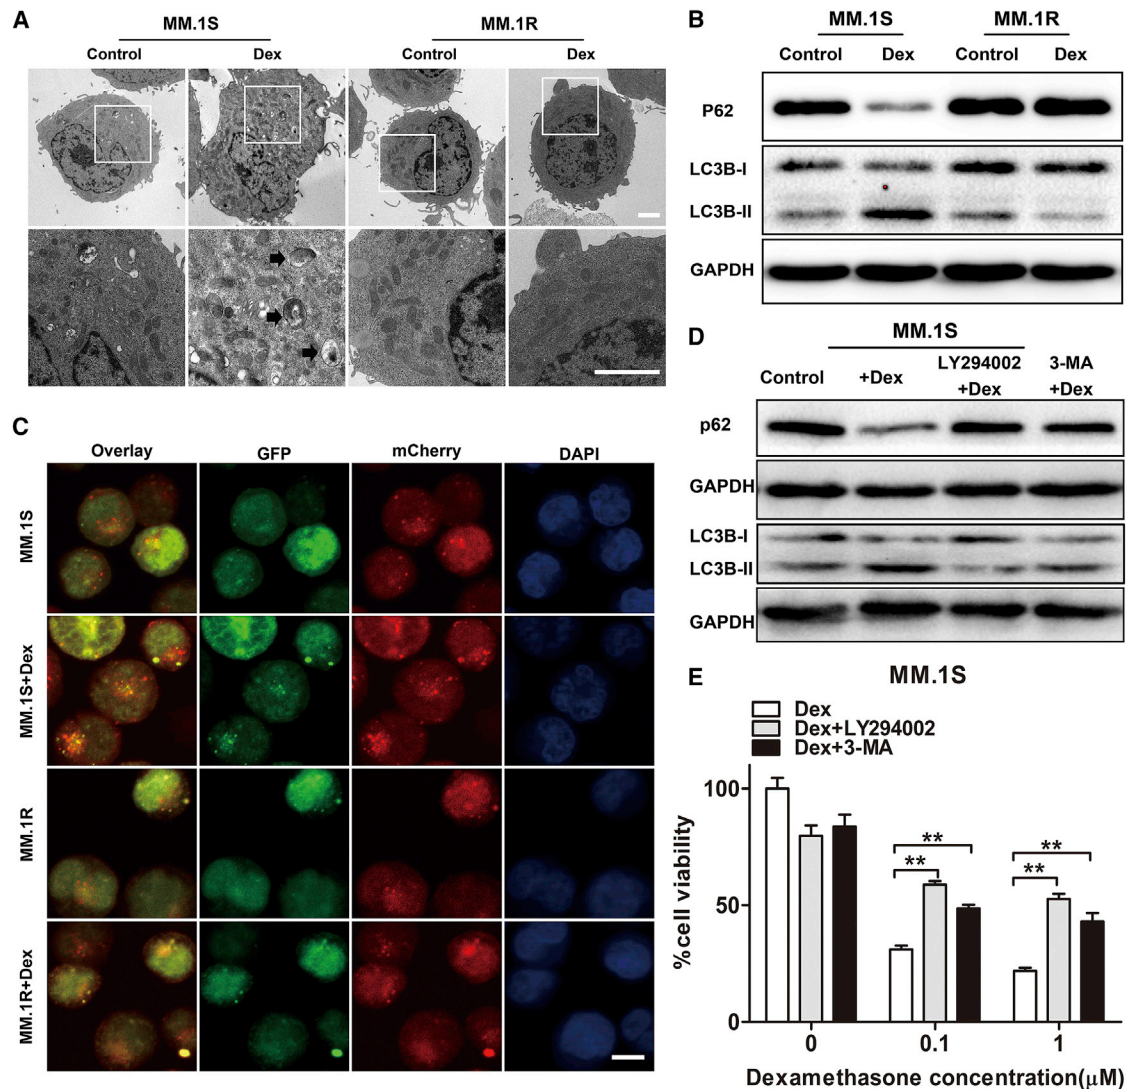 A
MM.1S MM.1R
Control Dex Control Dex
B
MM.1S MM.1R
Control Dex Control Dex
P62
LC3B-I
LC3B-II
GAPDH
C
Overlay GFP mCherry DAPI
MM.1S
MM.1S+Dex
MM.1R
MM.1R+Dex
D
MM.1S
Control +Dex LY294002 +Dex 3-MA +Dex
p62
GAPDH
LC3B-I
LC3B-II
GAPDH
E
MM.1S
Dex
Dex+LY294002
Dex+3-MA
%cell viability
100
50
0
** ** ** **
0 0.1 1
Dexamethasone concentration(μM)